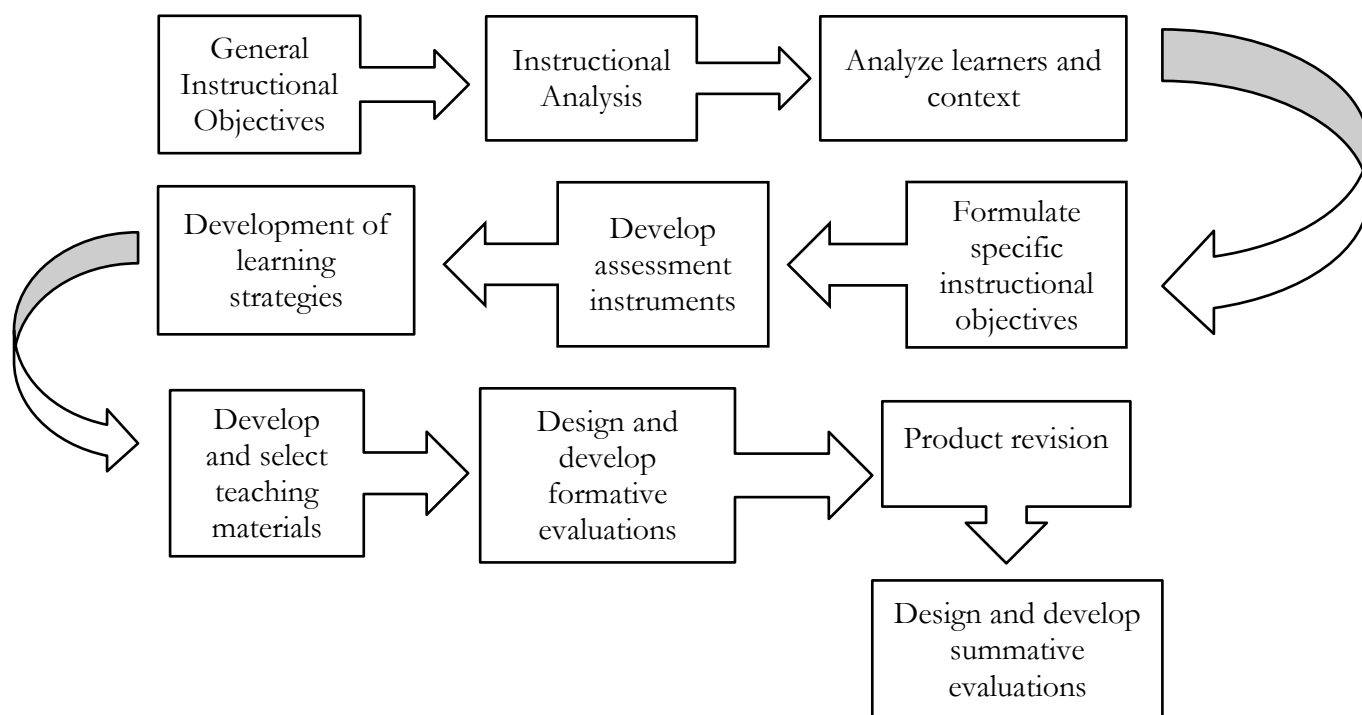 General
Instructional
Objectives
Instructional
Analysis
Analyze learners and
context
Formulate
specific
instructional
objectives
Develop
assessment
instruments
Development of
learning
strategies
Develop
and select
teaching
materials
Design and
develop
formative
evaluations
Product revision
Design and develop
summative
evaluations